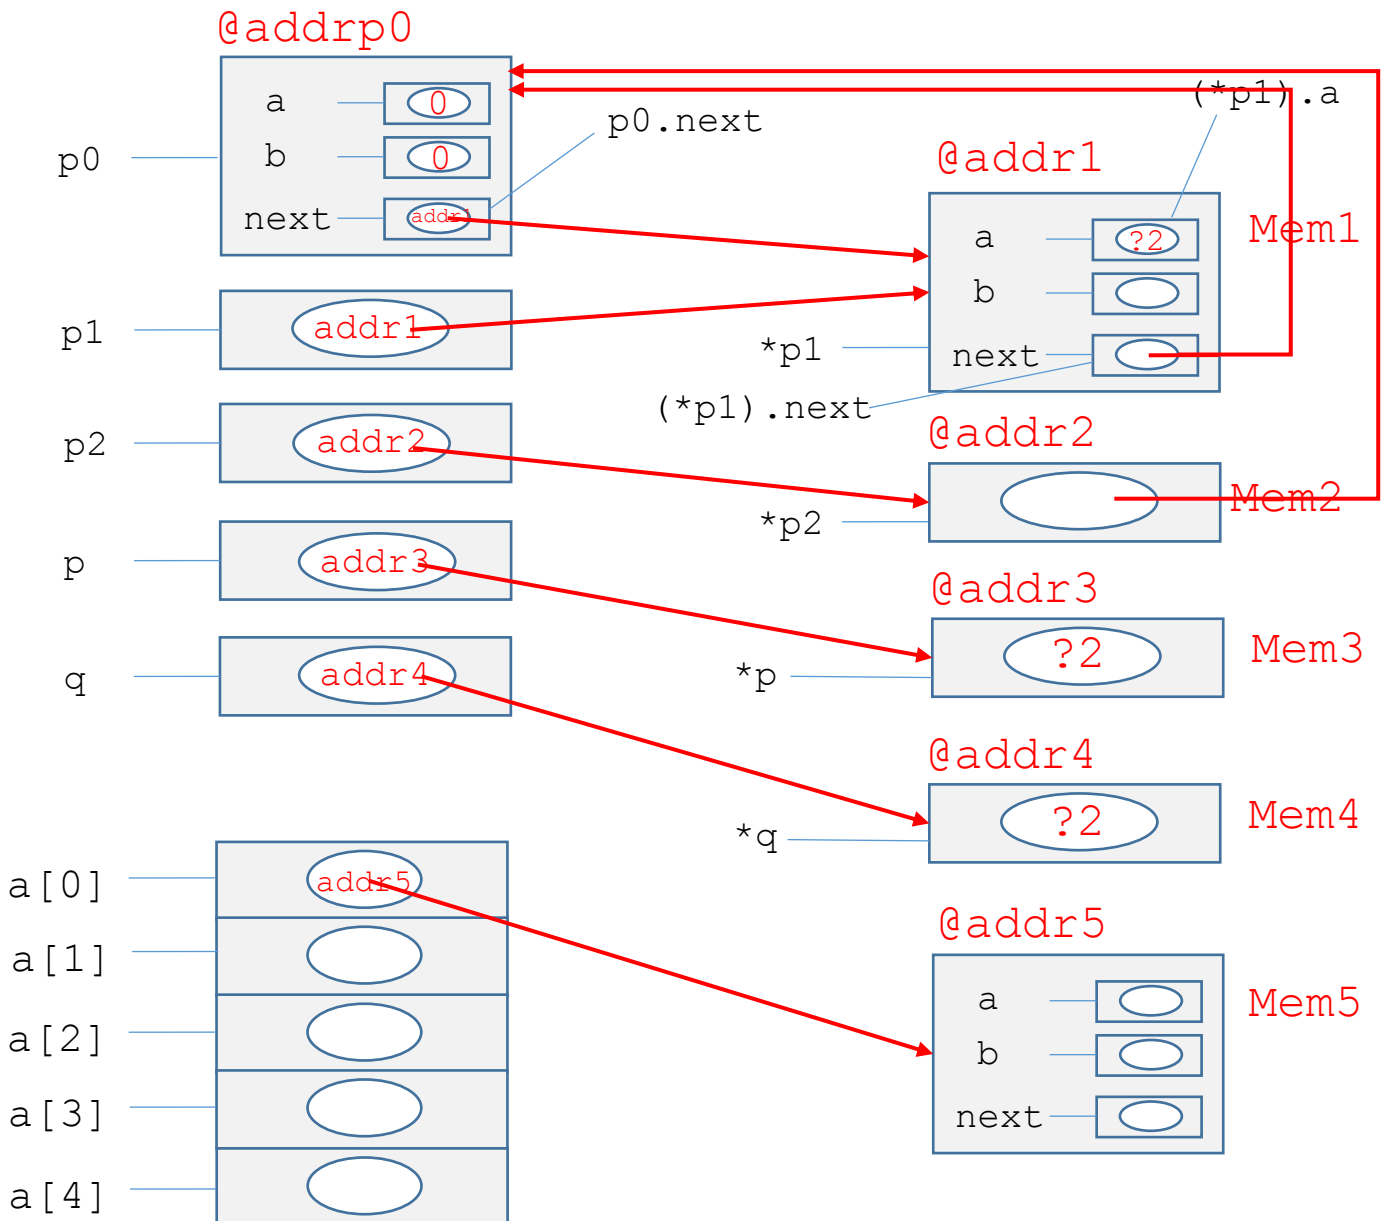 @addrp0
a
0
(*p1).a
p0.next
b
0
@addr1
p0
next
addr1
a
?2
Mem1
b
p1
addr1
*p1
next
(*p1).next
@addr2
p2
addr2
Mem2
*p2
p
addr3
@addr3
?2
Mem3
q
addr4
*p
@addr4
?2
Mem4
*q
a[0]
addr5
@addr5
a[1]
a
Mem5
a[2]
b
a[3]
next
a[4]